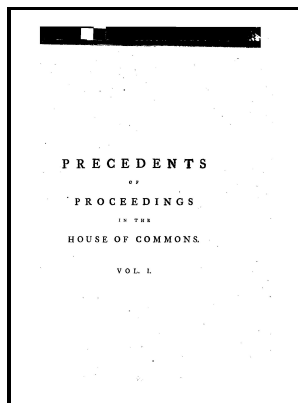 PRECEDENTS
OF
PROCEEDINGS
IN THE
HOUSE OF COMMONS.
VOL. I.